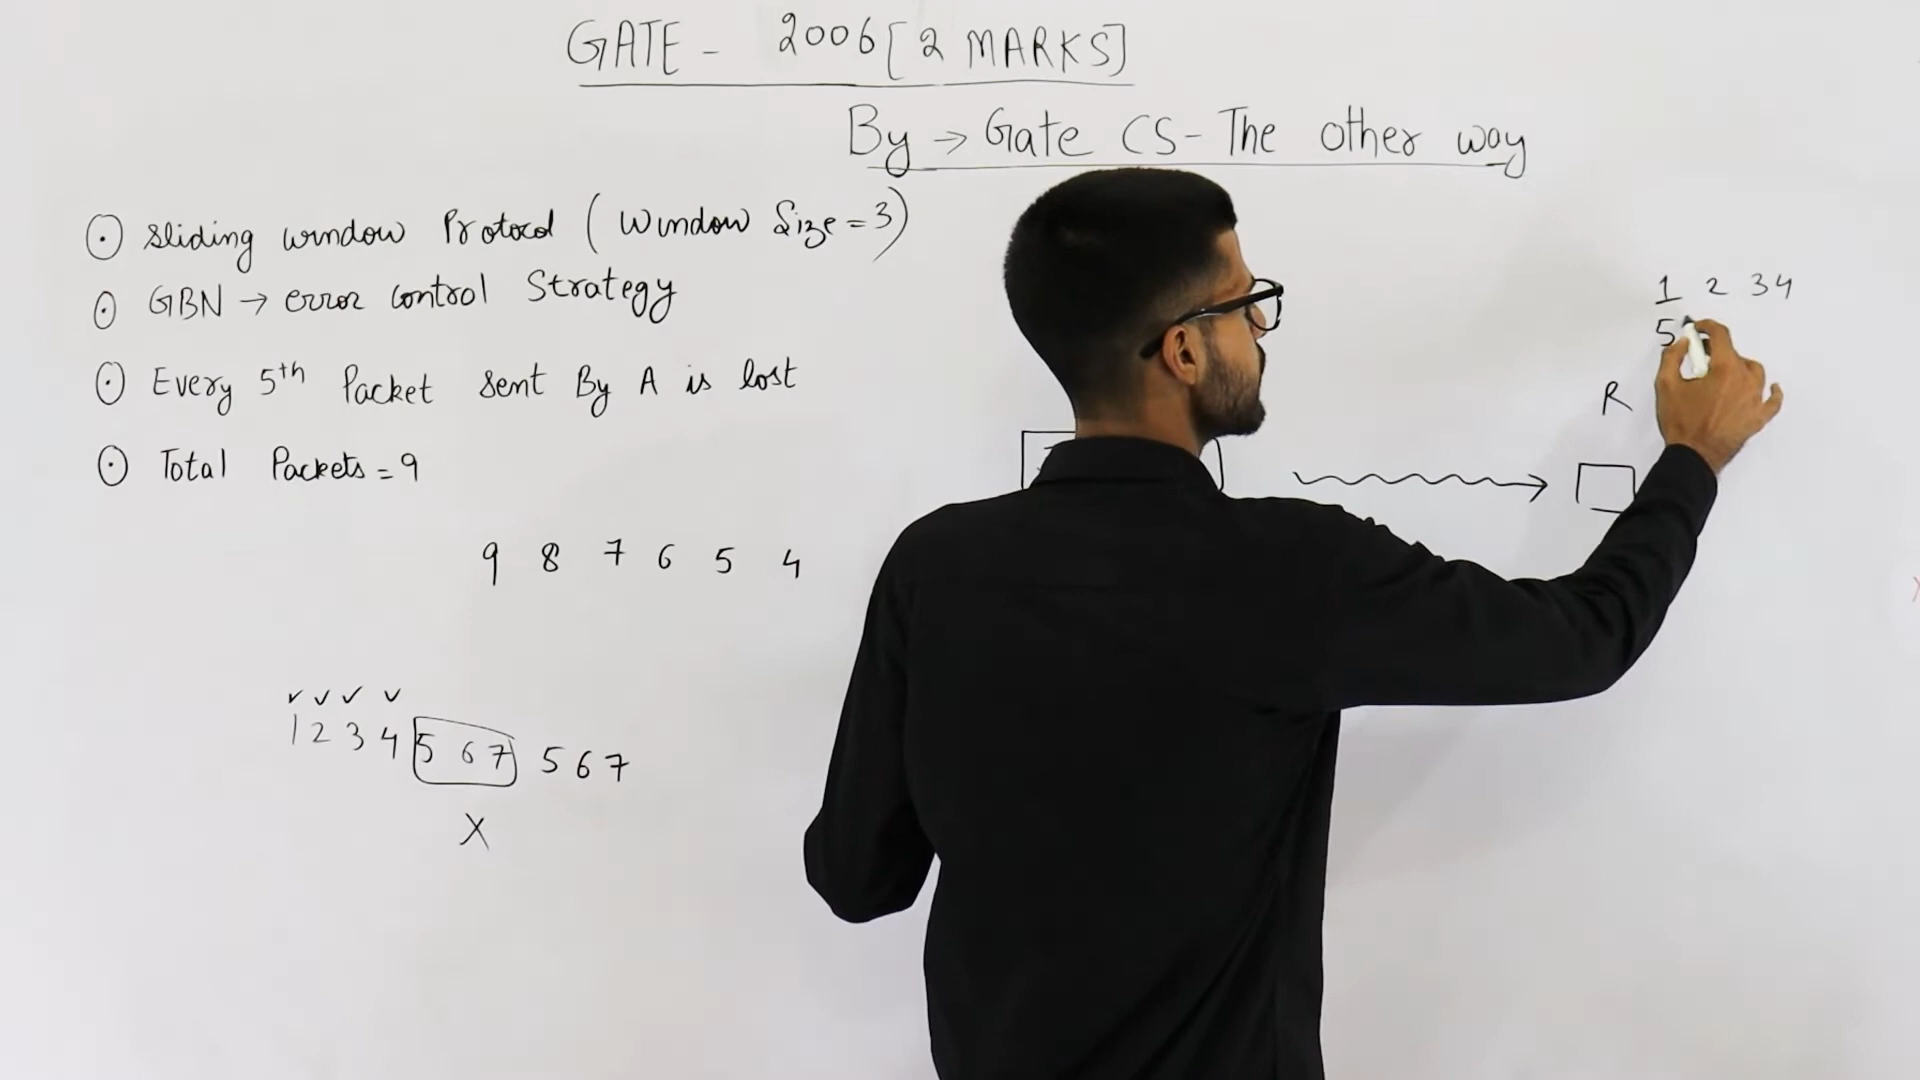 GATE - 2006 [2 MARKS]
By → Gate CS - The other way
⊙ Sliding window Protocol (Window Size = 3)
⊙ GBN → error control Strategy
⊙ Every 5th Packet sent By A is lost
⊙ Total Packets = 9
1 2 3 4
5
R
9 8 7 6 5 4
✓ ✓ ✓ ✓
1 2 3 4 5 6 7 5 6 7
X